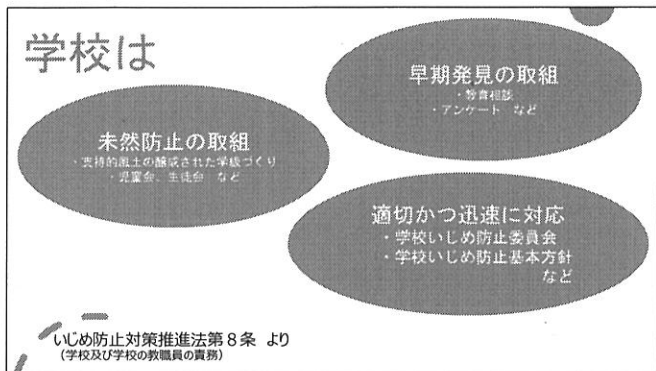 学校は
未然防止の取組
・支持的風土の醸成された学級づくり
・児童会、生徒会　など
早期発見の取組
・教育相談
・アンケート　など
適切かつ迅速に対応
・学校いじめ防止委員会
・学校いじめ防止基本方針
など
いじめ防止対策推進法第８条　より
（学校及び学校の教職員の責務）